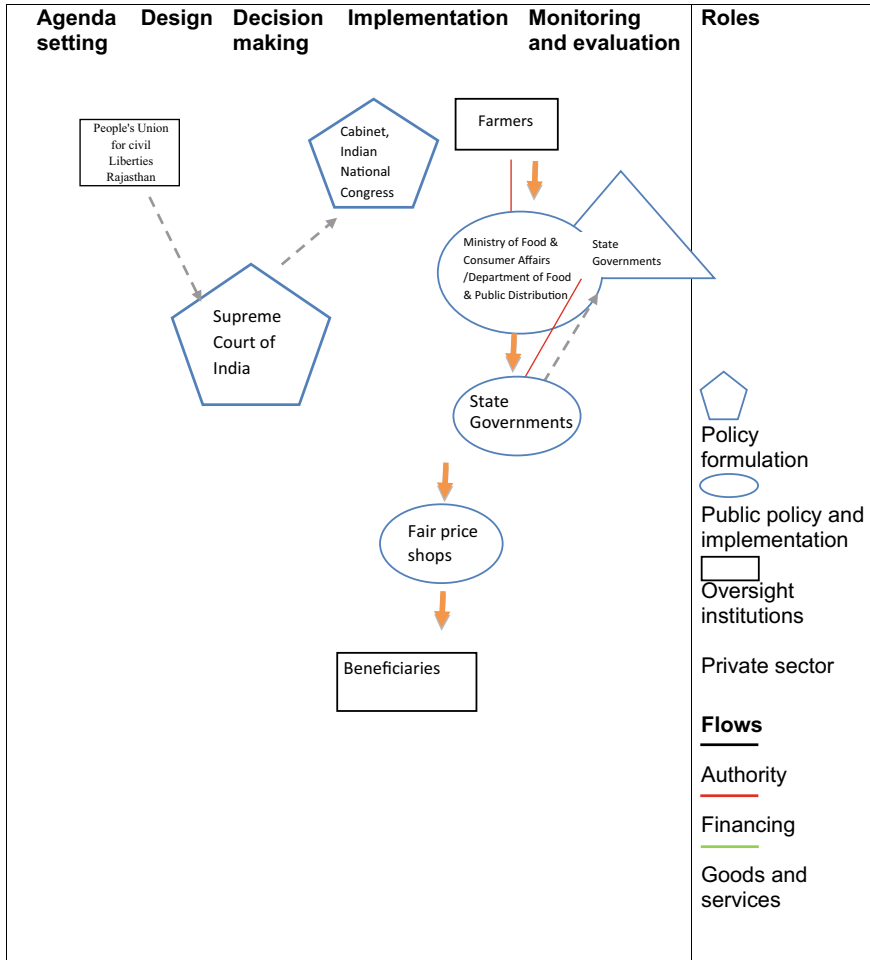 Agenda
setting
Design
Decision
making
Implementation
Monitoring
and evaluation
Roles
People's Union
for civil
Liberties
Rajasthan
Cabinet,
Indian
National
Congress
Farmers
Ministry of Food &
Consumer Affairs
/Department of Food
& Public Distribution
State
Governments
Supreme
Court of
India
State
Governments
Fair price
shops
Beneficiaries
Policy
formulation
Public policy and
implementation
Oversight
institutions
Private sector
Flows
Authority
Financing
Goods and
services